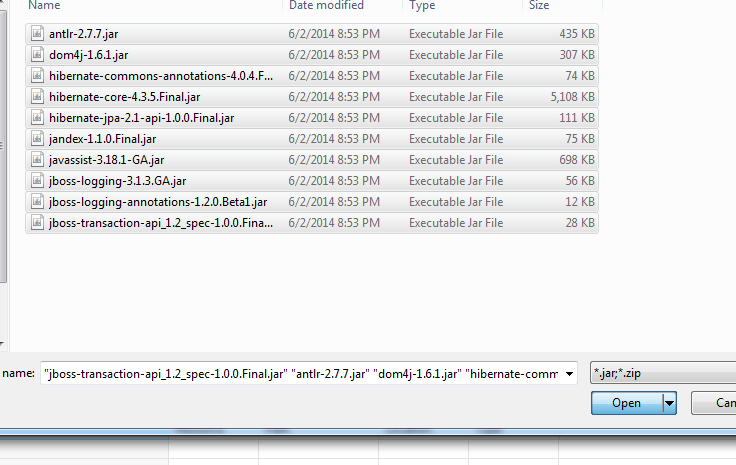 Name Date modified Type Size
antlr-2.7.7.jar 6/2/2014 8:53 PM Executable Jar File 435 KB
dom4j-1.6.1.jar 6/2/2014 8:53 PM Executable Jar File 307 KB
hibernate-commons-annotations-4.0.4.F... 6/2/2014 8:53 PM Executable Jar File 74 KB
hibernate-core-4.3.5.Final.jar 6/2/2014 8:53 PM Executable Jar File 5,108 KB
hibernate-jpa-2.1-api-1.0.0.Final.jar 6/2/2014 8:53 PM Executable Jar File 111 KB
jandex-1.1.0.Final.jar 6/2/2014 8:53 PM Executable Jar File 75 KB
javassist-3.18.1-GA.jar 6/2/2014 8:53 PM Executable Jar File 698 KB
jboss-logging-3.1.3.GA.jar 6/2/2014 8:53 PM Executable Jar File 56 KB
jboss-logging-annotations-1.2.0.Beta1.jar 6/2/2014 8:53 PM Executable Jar File 12 KB
jboss-transaction-api_1.2_spec-1.0.0.Fina... 6/2/2014 8:53 PM Executable Jar File 28 KB
name: "jboss-transaction-api_1.2_spec-1.0.0.Final.jar" "antlr-2.7.7.jar" "dom4j-1.6.1.jar" "hibernate-comm *.jar;*.zip
Open Can